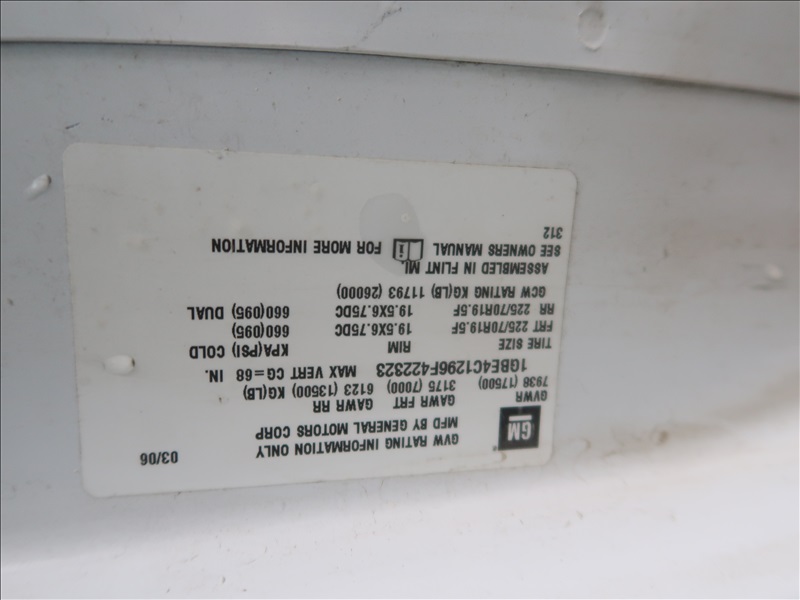 GM
GVW RATING INFORMATION ONLY 03/06
MFD BY GENERAL MOTORS CORP
GVWR GAWR FRT GAWR RR
7938 (17500) 3175 (7000) 6123 (13500) KG(LB)
1GBE4C1296F422323 MAX VERT CG=68 IN.
TIRE SIZE RIM KPA(PSI) COLD
FRT 225/70R19.5F 19.5X6.75DC 660(095)
RR 225/70R19.5F 19.5X6.75DC 660(095) DUAL
GCW RATING KG(LB) 11793 (26000)
ASSEMBLED IN FLINT MI,
SEE OWNERS MANUAL i FOR MORE INFORMATION
312